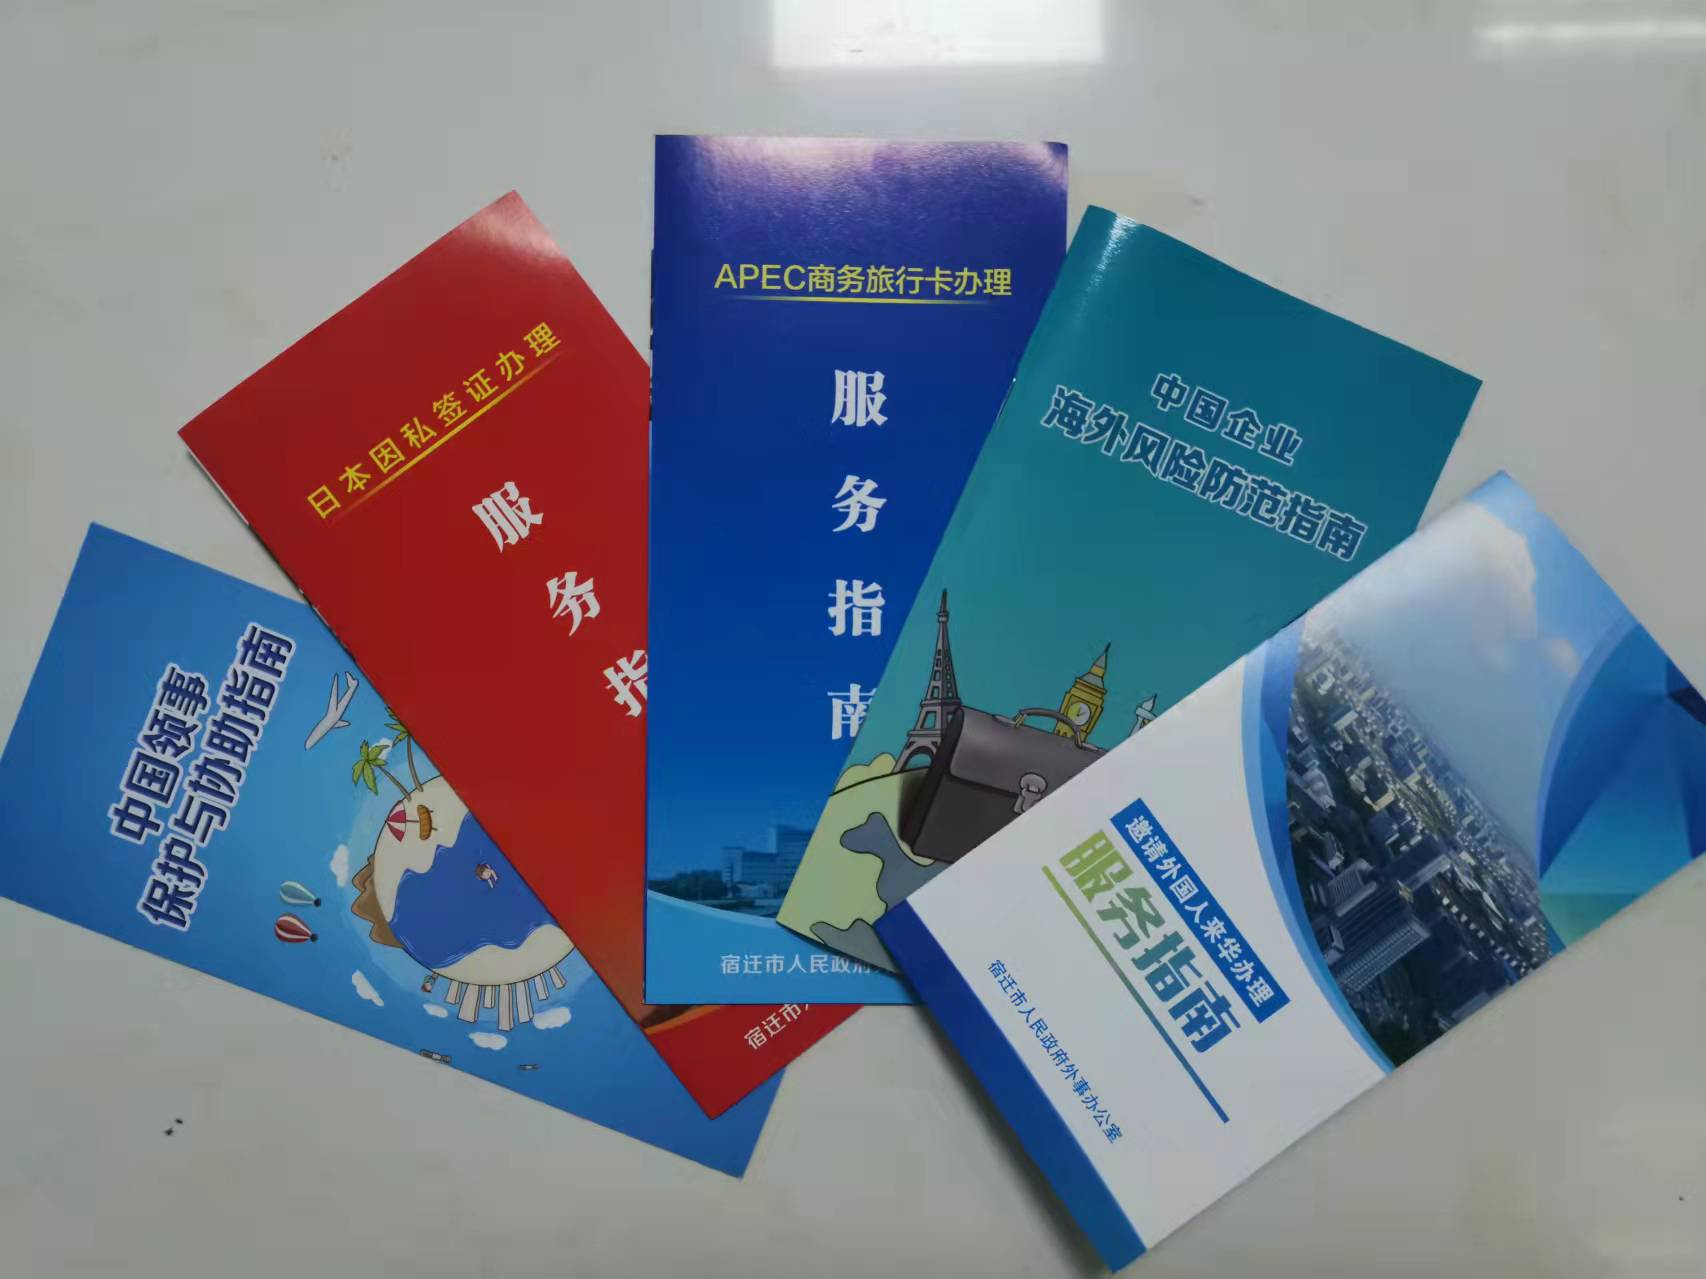 中国领事
保护与协助指南
日本因私签证办理
服
务
指
宿迁市人
APEC商务旅行卡办理
服
务
指
南
宿迁市人民政府
中国企业
海外风险防范指南
邀请外国人来华办理
服务指南
宿迁市人民政府外事办公室